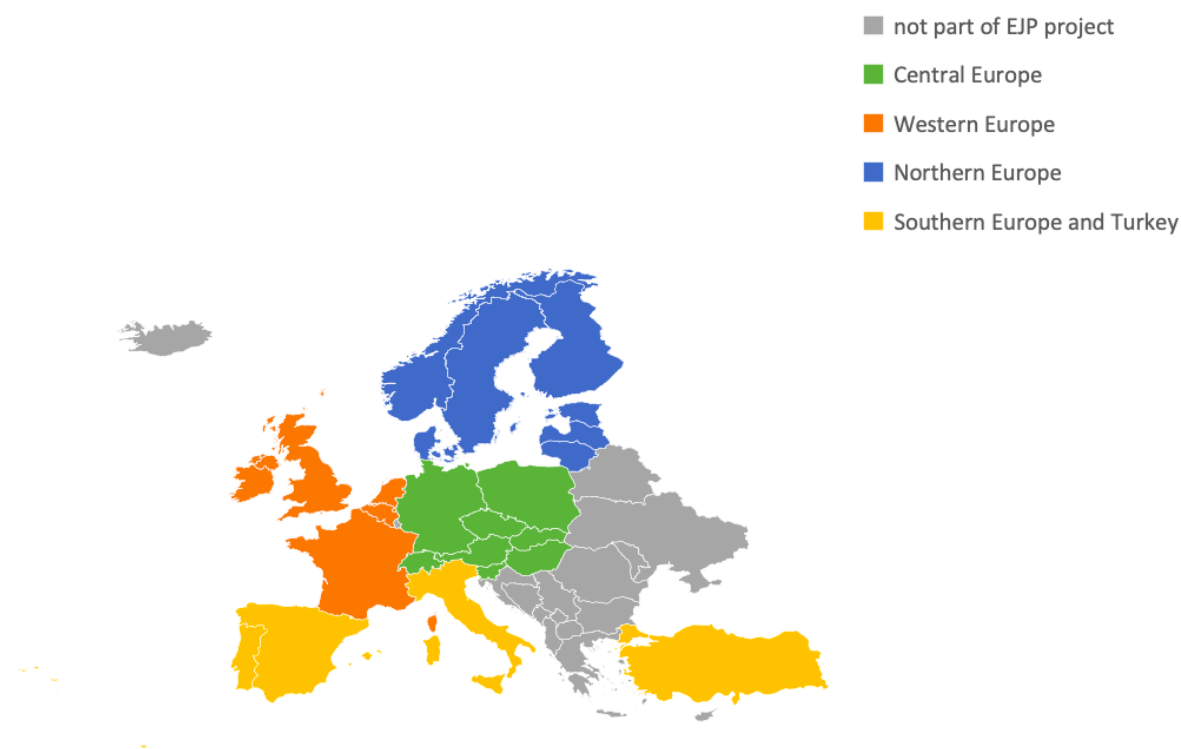 not part of EJP project
Central Europe
Western Europe
Northern Europe
Southern Europe and Turkey